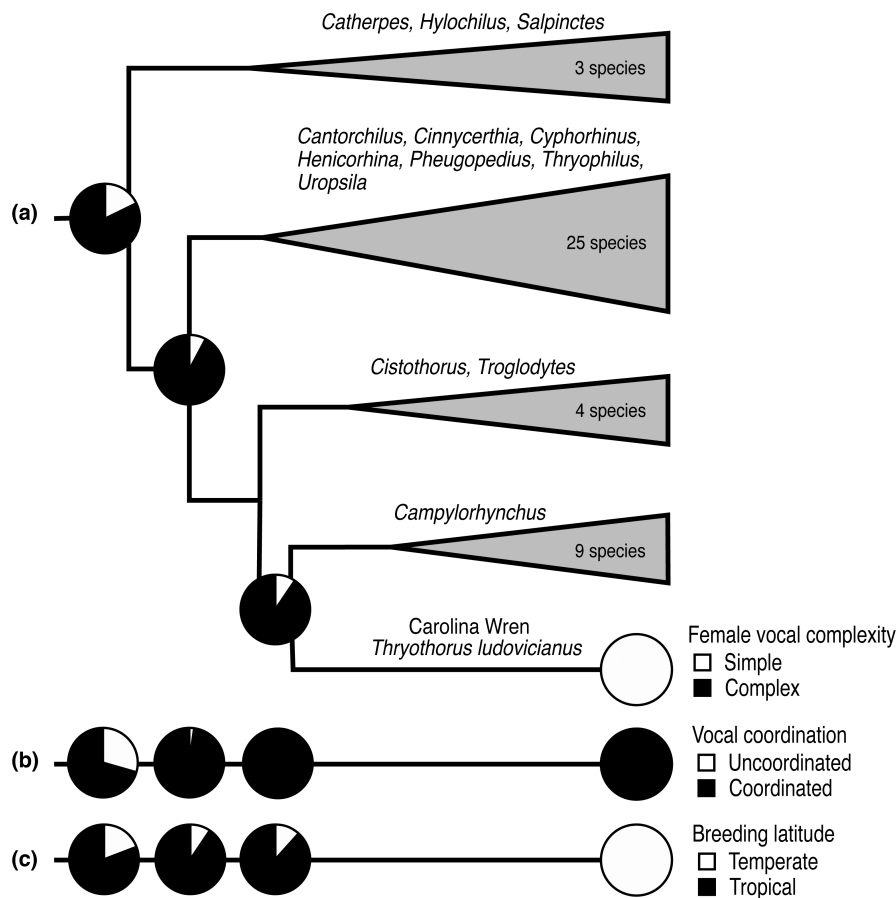 Catherpes, Hylochilus, Salpinctes
3 species
Cantorchilus, Cinnycerthia, Cyphorhinus,
Henicorhina, Pheugopedius, Thryophilus,
Uropsila
(a)
25 species
Cistothorus, Troglodytes
4 species
Campylorhynchus
9 species
Carolina Wren
Thryothorus ludovicianus
Female vocal complexity
Simple
Complex
(b)
Vocal coordination
Uncoordinated
Coordinated
(c)
Breeding latitude
Temperate
Tropical